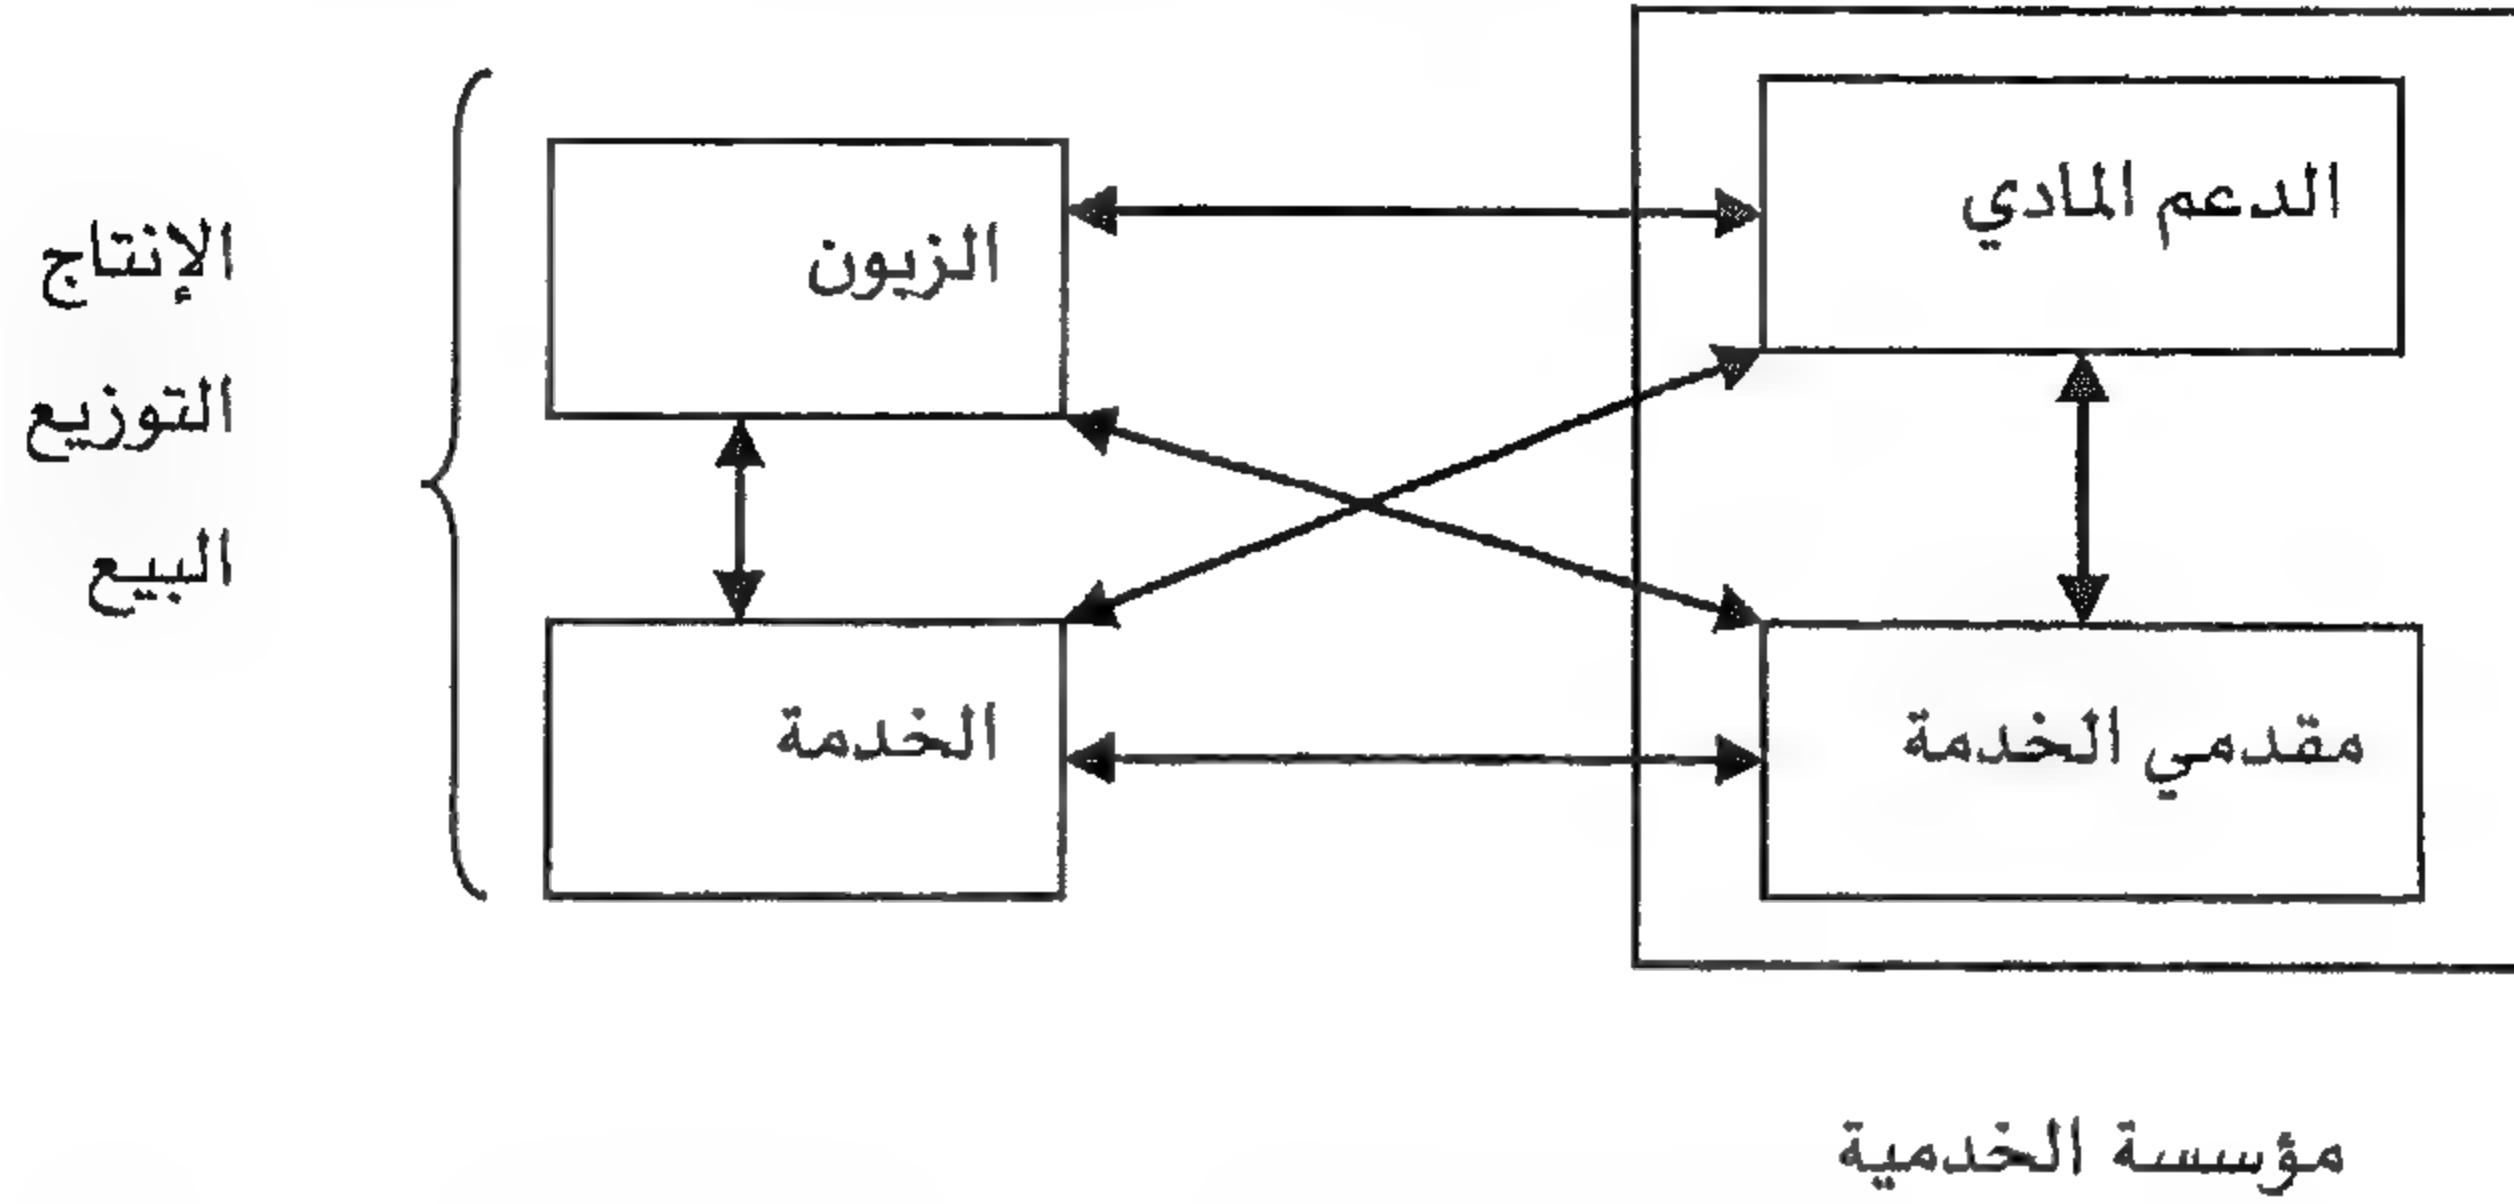 الدعم المادي
الزبون
الإنتاج
التوزيع
البيع
مقدمي الخدمة
الخدمة
مؤسسة الخدمية